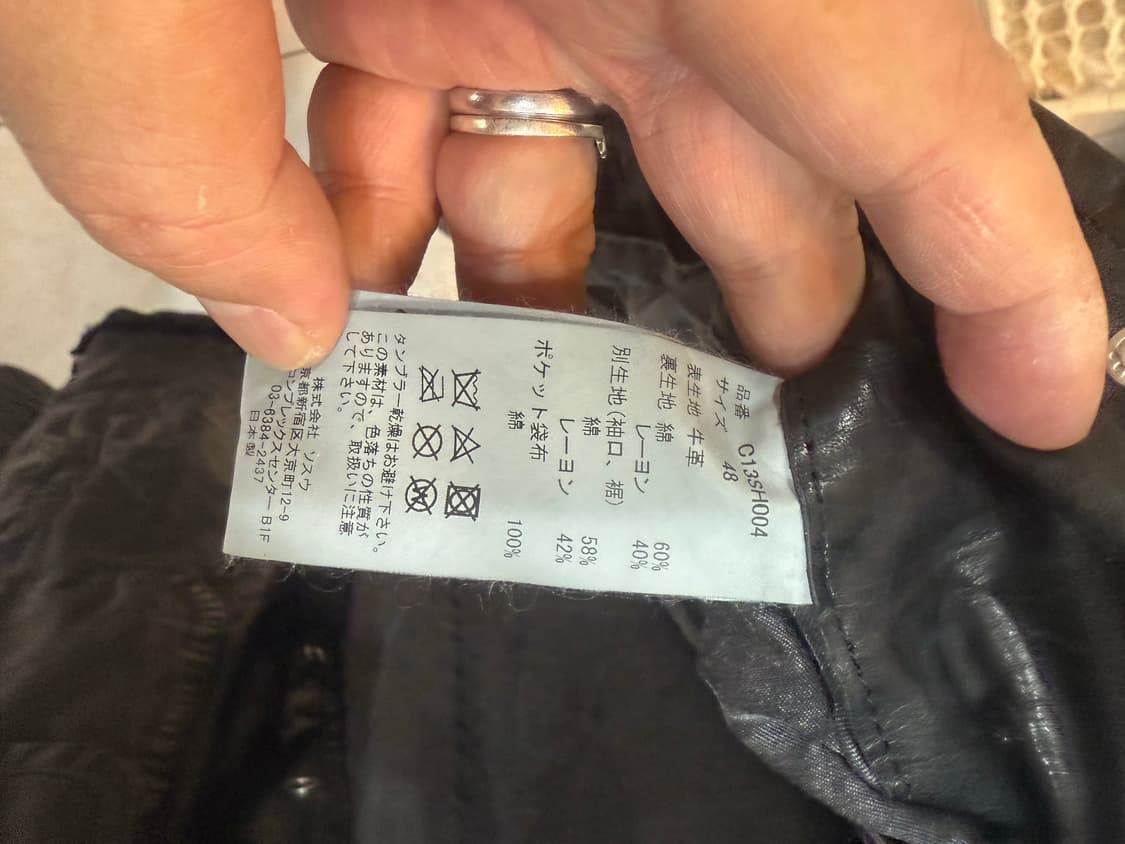 品番 C13SH004
サイズ 48
表生地 牛革
裏生地 綿 60%
レーヨン 40%
別生地(袖口、裾)
綿 58%
レーヨン 42%
ポケット袋布
綿 100%
タンブラー乾燥はお避け下さい。
この素材は、色落ちの性質が
ありますので、取扱いに注意
して下さい。
株式会社 ソスウ
京都新宿区大京町12-9
コンプレックスセンター B1F
03-6384-2437
日本製